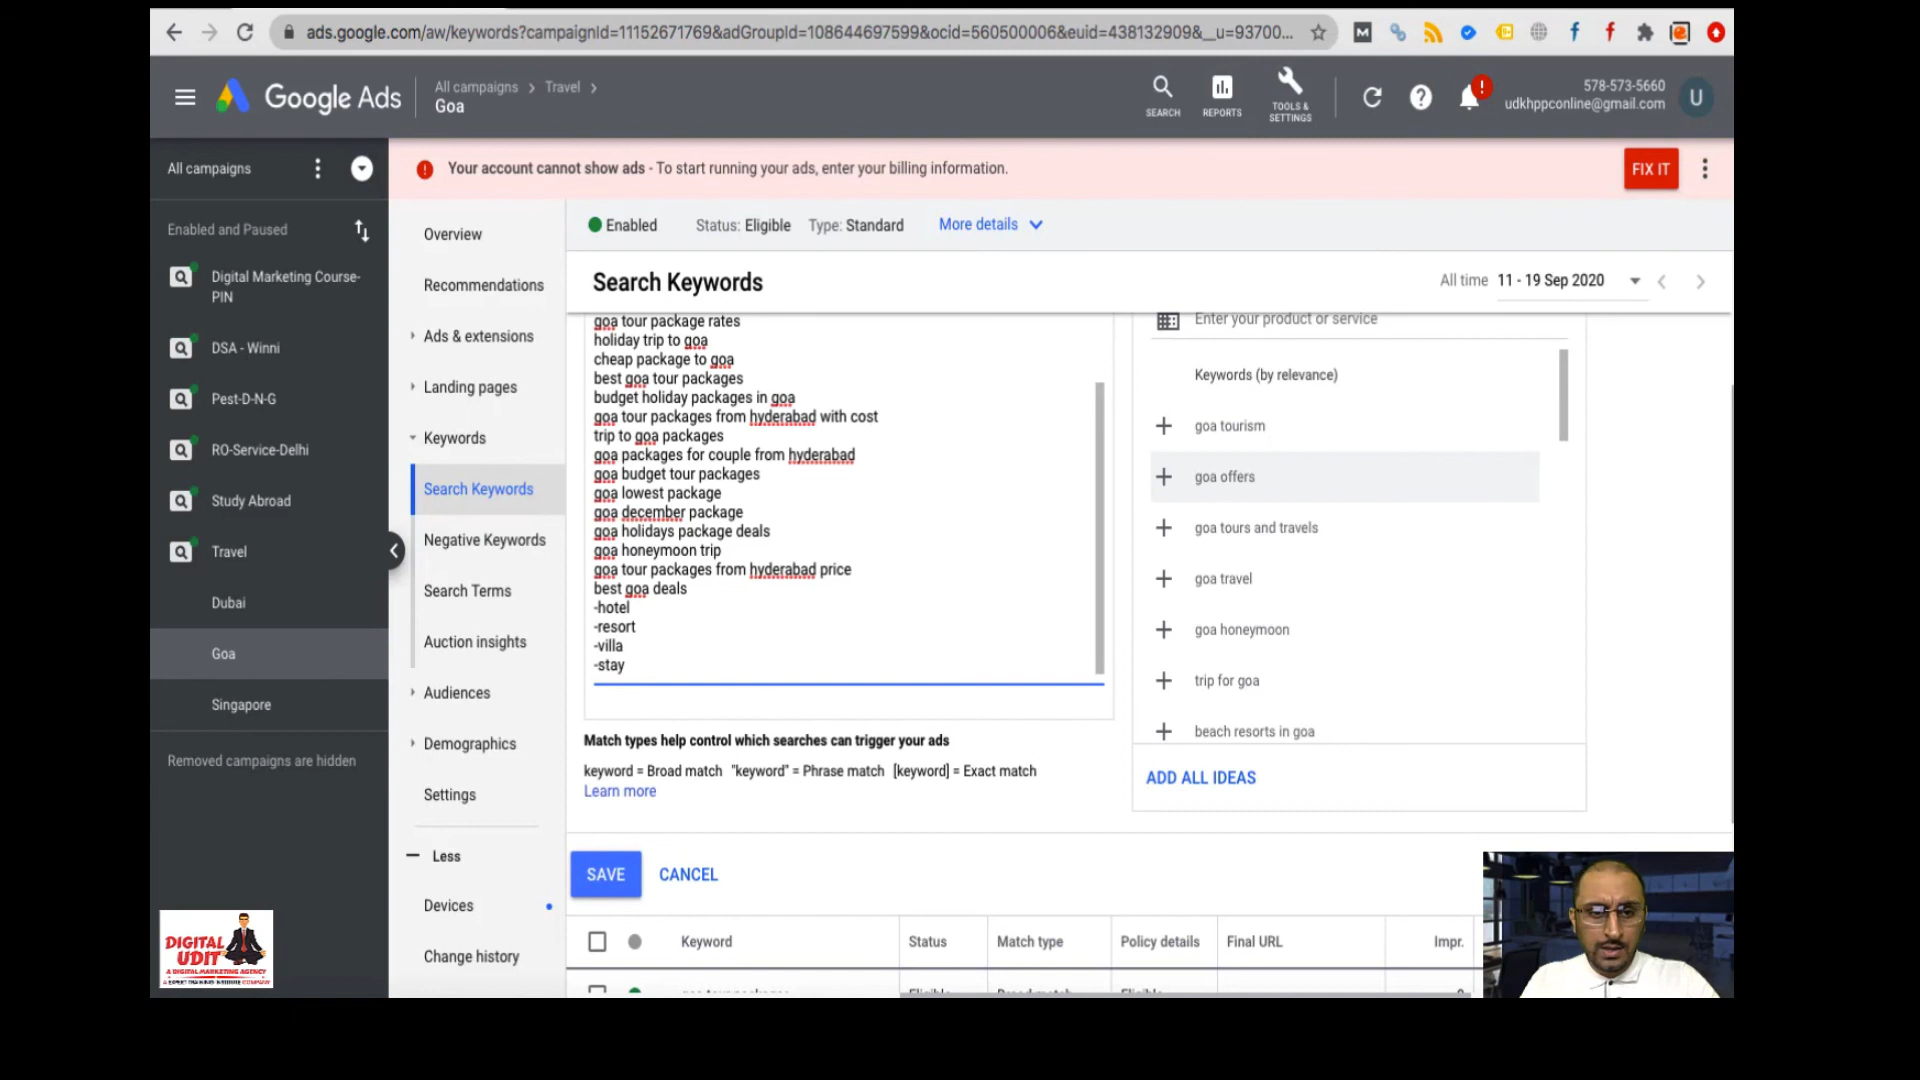 ads.google.com/aw/keywords?campaignId=11152671769&adGroupId=108644697599&ocid=560500006&euid=438132909&__u=93700...
Google Ads
All campaigns > Travel >
Goa
SEARCH
REPORTS
TOOLS &
SETTINGS
578-573-5660
udkhppconline@gmail.com
U
All campaigns
Your account cannot show ads - To start running your ads, enter your billing information.
FIX IT
Enabled and Paused
Digital Marketing Course-
PIN
DSA - Winni
Pest-D-N-G
RO-Service-Delhi
Study Abroad
Travel
Dubai
Goa
Singapore
Removed campaigns are hidden
Overview
Recommendations
Ads & extensions
Landing pages
Keywords
Search Keywords
Negative Keywords
Search Terms
Auction insights
Audiences
Demographics
Settings
Less
Devices
Change history
Enabled
Status: Eligible
Type: Standard
More details
Search Keywords
All time 11 - 19 Sep 2020
goa tour package rates
holiday trip to goa
cheap package to goa
best goa tour packages
budget holiday packages in goa
goa tour packages from hyderabad with cost
trip to goa packages
goa packages for couple from hyderabad
goa budget tour packages
goa lowest package
goa december package
goa holidays package deals
goa honeymoon trip
goa tour packages from hyderabad price
best goa deals
-hotel
-resort
-villa
-stay
Enter your product or service
Keywords (by relevance)
goa tourism
goa offers
goa tours and travels
goa travel
goa honeymoon
trip for goa
beach resorts in goa
ADD ALL IDEAS
Match types help control which searches can trigger your ads
keyword = Broad match "keyword" = Phrase match [keyword] = Exact match
Learn more
SAVE
CANCEL
Keyword
Status
Match type
Policy details
Final URL
Impr.
DIGITAL
UDIT
A DIGITAL MARKETING AGENCY